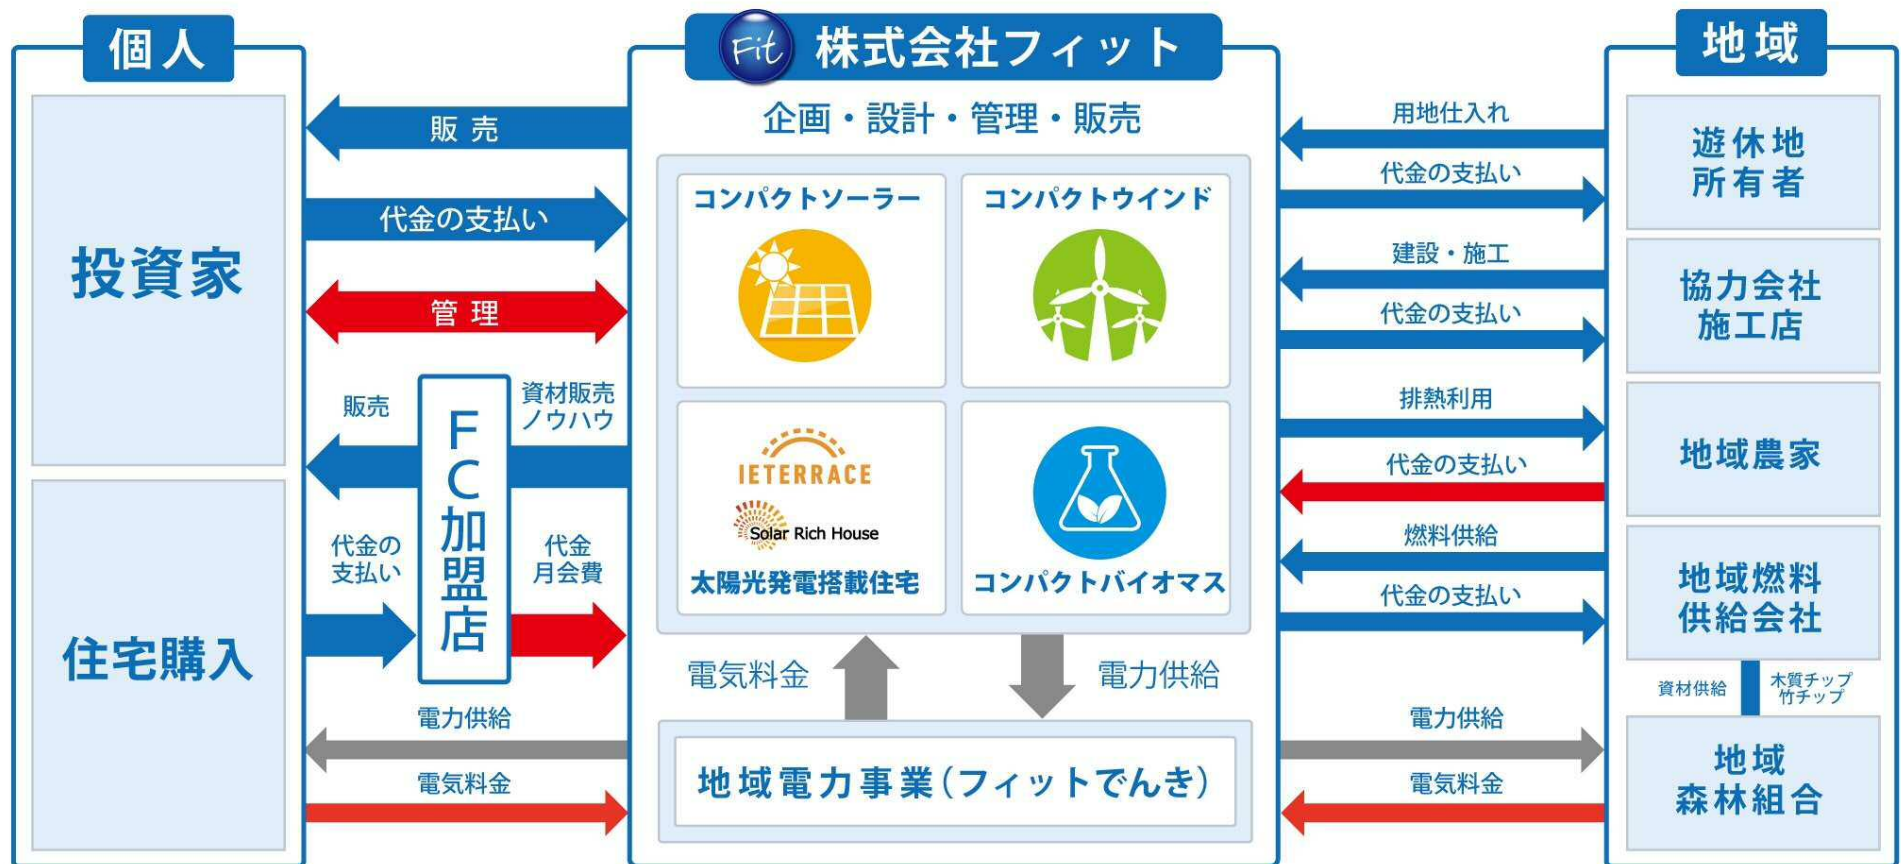 個人
投資家
住宅購入
販売
代金の支払い
管理
販売
資材販売
ノウハウ
FC加盟店
代金の
支払い
代金
月会費
電力供給
電気料金
Fit
株式会社フィット
企画・設計・管理・販売
コンパクトソーラー
コンパクトウインド
IETERRACE
Solar Rich House
太陽光発電搭載住宅
コンパクトバイオマス
電気料金
電力供給
地域電力事業(フィットでんき)
用地仕入れ
代金の支払い
建設・施工
代金の支払い
排熱利用
代金の支払い
燃料供給
代金の支払い
電力供給
電気料金
地域
遊休地
所有者
協力会社
施工店
地域農家
地域燃料
供給会社
資材供給
木質チップ
竹チップ
地域
森林組合